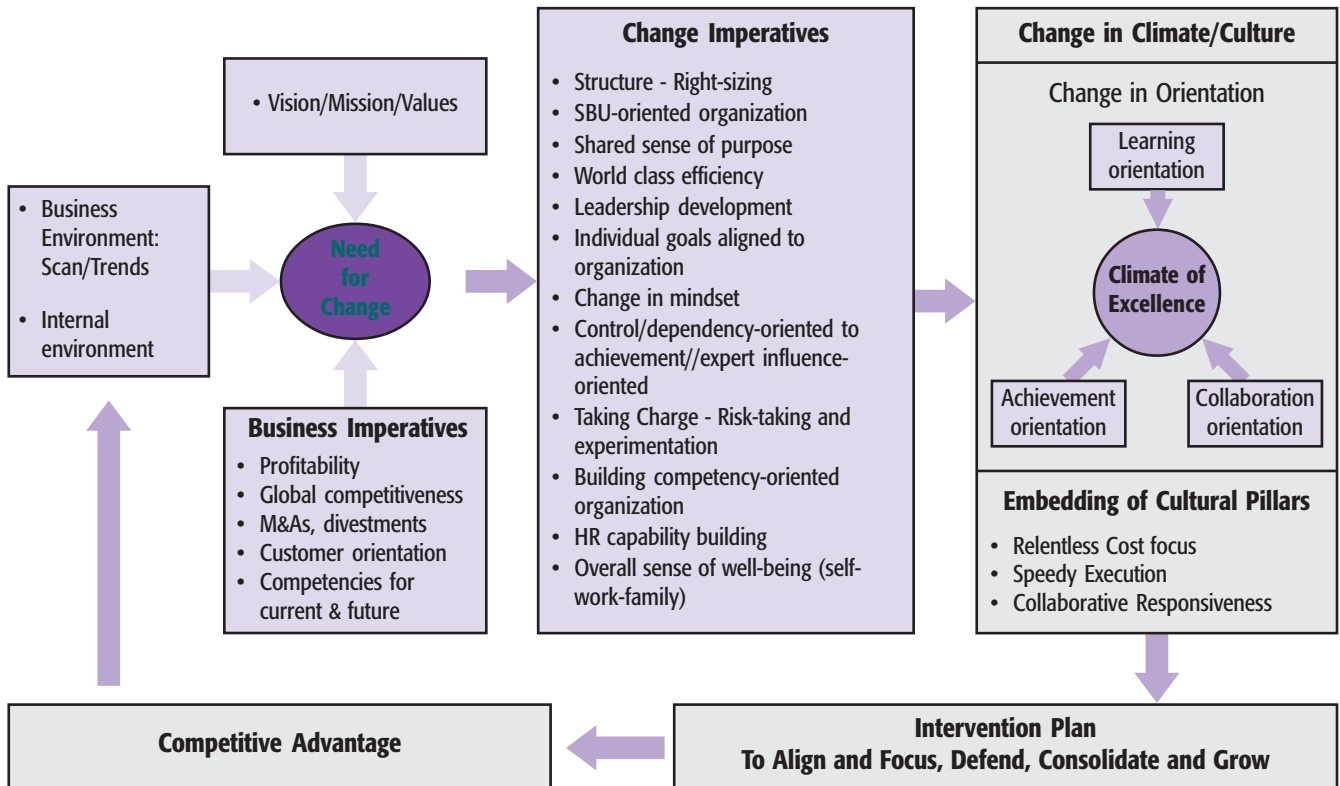 • Vision/Mission/Values
• Business
Environment:
Scan/Trends
• Internal
environment
Need
for
Change
Business Imperatives
• Profitability
• Global competitiveness
• M&As, divestments
• Customer orientation
• Competencies for
current & future
Change Imperatives
• Structure - Right-sizing
• SBU-oriented organization
• Shared sense of purpose
• World class efficiency
• Leadership development
• Individual goals aligned to
organization
• Change in mindset
• Control/dependency-oriented to
achievement//expert influence-
oriented
• Taking Charge - Risk-taking and
experimentation
• Building competency-oriented
organization
• HR capability building
• Overall sense of well-being (self-
work-family)
Change in Climate/Culture
Change in Orientation
Learning
orientation
Climate of
Excellence
Achievement
orientation
Collaboration
orientation
Embedding of Cultural Pillars
• Relentless Cost focus
• Speedy Execution
• Collaborative Responsiveness
Intervention Plan
To Align and Focus, Defend, Consolidate and Grow
Competitive Advantage